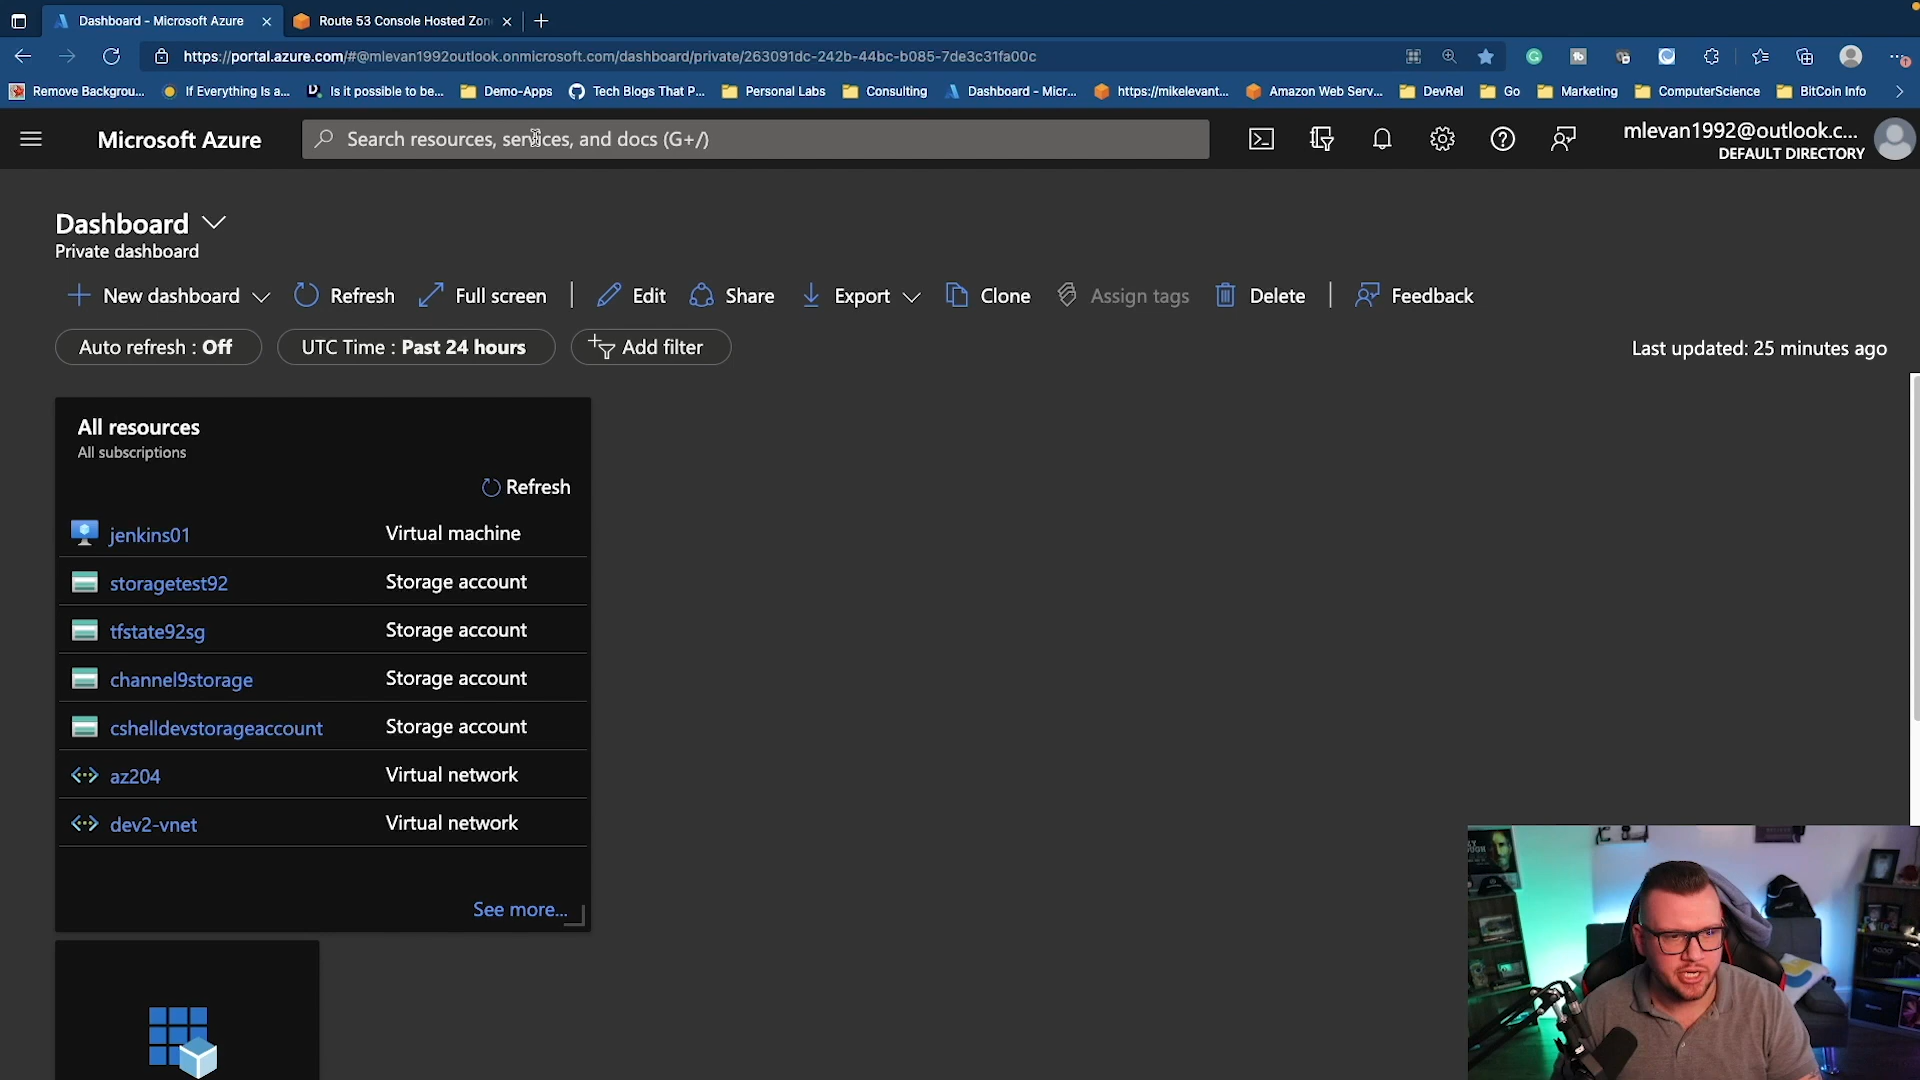 Dashboard - Microsoft Azure
Route 53 Console Hosted Zon
https://portal.azure.com/#@mlevan1992outlook.onmicrosoft.com/dashboard/private/263091dc-242b-44bc-b085-7de3c31fa00c
Remove Backgrou... If Everything Is a... Is it possible to be... Demo-Apps Tech Blogs That P... Personal Labs Consulting Dashboard - Micr... https://mikelevant... Amazon Web Serv... DevRel Go Marketing ComputerScience BitCoin Info
Microsoft Azure
Search resources, services, and docs (G+/)
mlevan1992@outlook.c...
DEFAULT DIRECTORY
Dashboard
Private dashboard
New dashboard Refresh Full screen Edit Share Export Clone Assign tags Delete Feedback
Auto refresh : Off UTC Time : Past 24 hours Add filter
Last updated: 25 minutes ago
All resources
All subscriptions
Refresh
jenkins01 Virtual machine
storagetest92 Storage account
tfstate92sg Storage account
channel9storage Storage account
cshelldevstorageaccount Storage account
az204 Virtual network
dev2-vnet Virtual network
See more...